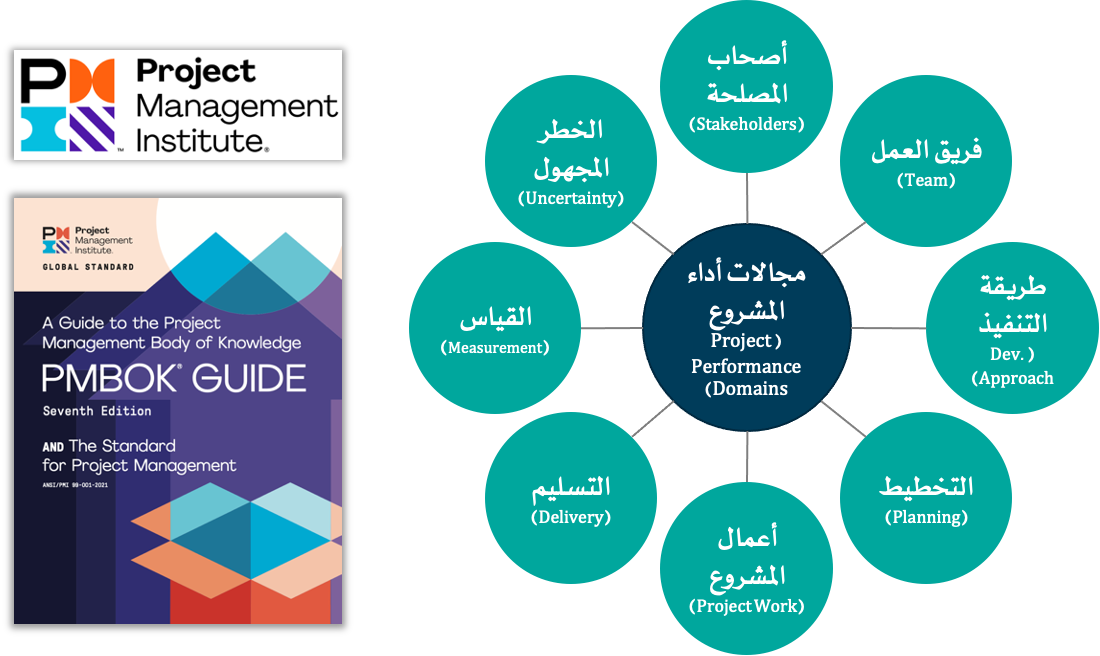 Project
Management
Institute®
Project
Management
Institute.
GLOBAL STANDARD
A Guide to the Project
Management Body of Knowledge
PMBOK® GUIDE
Seventh Edition
AND The Standard
for Project Management
ANSI/PMI 99-001-2021
أصحاب
المصلحة
(Stakeholders)
فريق العمل
(Team)
طريقة
التنفيذ
Dev. )
(Approach
التخطيط
(Planning)
أعمال
المشروع
(Project Work)
التسليم
(Delivery)
القياس
(Measurement)
الخطر
المجهول
(Uncertainty)
مجالات أداء
المشروع
Project )
Performance
(Domains